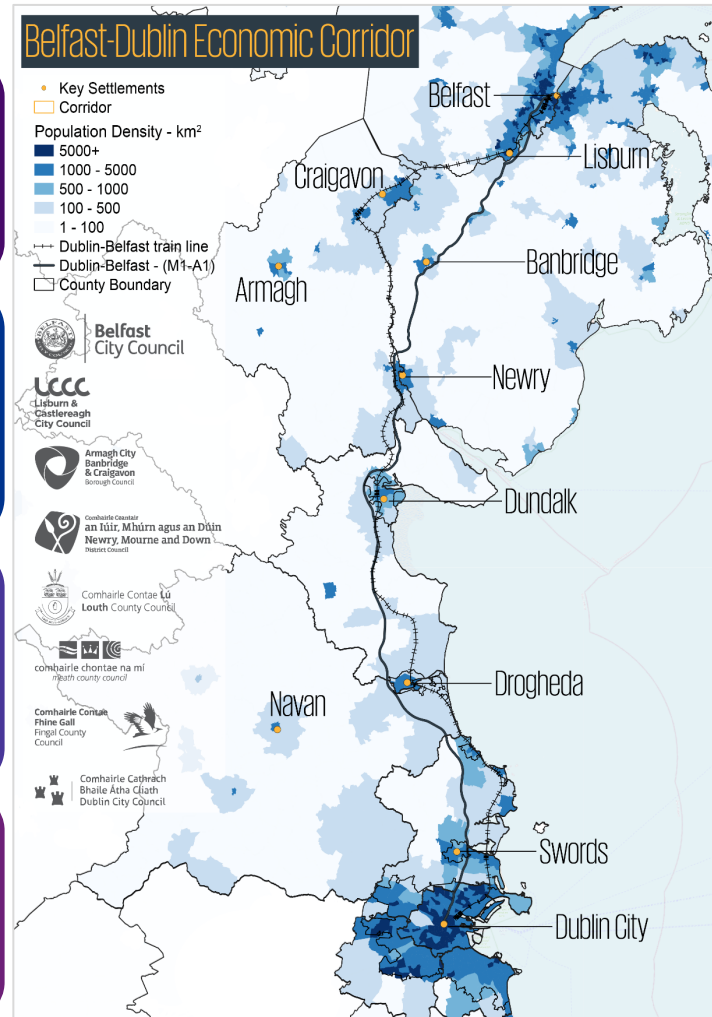 Belfast-Dublin Economic Corridor
Key Settlements
Corridor
Population Density - km²
5000+
1000 - 5000
500 - 1000
100 - 500
1 - 100
Dublin-Belfast train line
Dublin-Belfast - (M1-A1)
County Boundary
Belfast
Lisburn
Craigavon
Banbridge
Armagh
Newry
Dundalk
Drogheda
Navan
Swords
Dublin City
Belfast
City Council
LCCC
Lisburn &
Castlereagh
City Council
Armagh City
Banbridge
& Craigavon
Borough Council
Comhairle Ceantair
an Iúir, Mhúrn agus an Dúin
Newry, Mourne and Down
District Council
Comhairle Contae Lú
Louth County Council
comhairle chontae na mí
meath county council
Comhairle Contae
Fhine Gall
Fingal County
Council
Comhairle Cathrach
Bhaile Átha Cliath
Dublin City Council